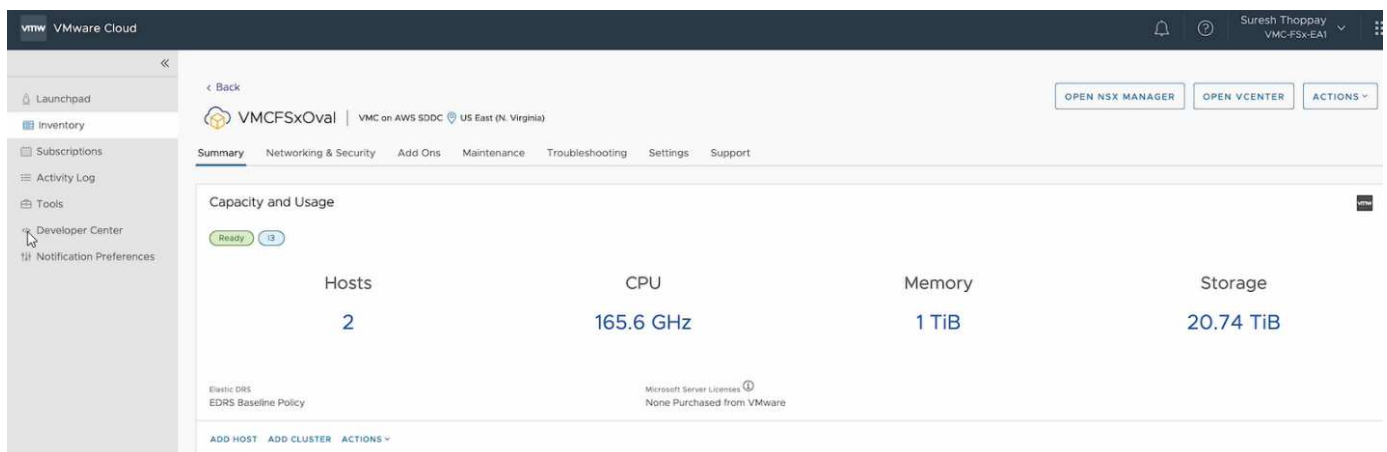 vmw VMware Cloud
Suresh Thoppay
VMC-FSx-EA1
Launchpad
Inventory
Subscriptions
Activity Log
Tools
Developer Center
Notification Preferences
< Back
OPEN NSX MANAGER OPEN VCENTER ACTIONS
VMCFSxOval | VMC on AWS SDDC US East (N. Virginia)
Summary Networking & Security Add Ons Maintenance Troubleshooting Settings Support
Capacity and Usage
vmw
Ready i3
Hosts CPU Memory Storage
2 165.6 GHz 1 TiB 20.74 TiB
Elastic DRS Microsoft Server Licenses
EDRS Baseline Policy None Purchased from VMware
ADD HOST ADD CLUSTER ACTIONS